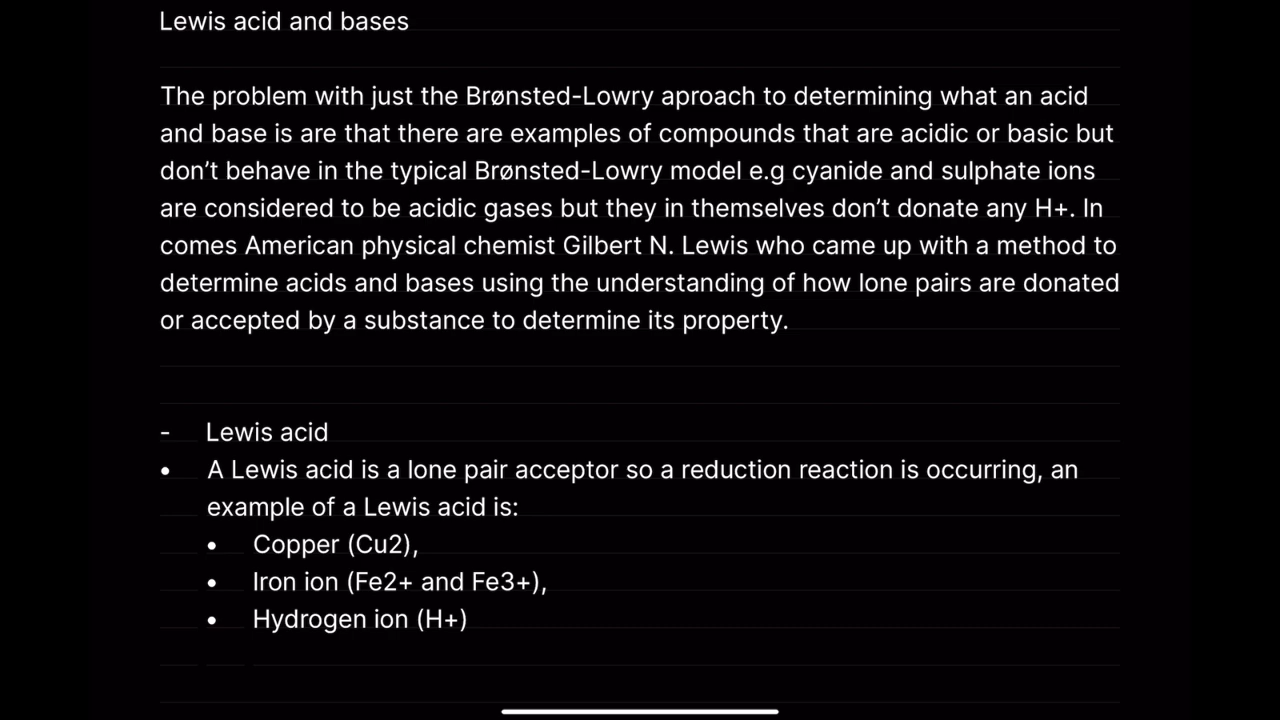 Lewis acid and bases
The problem with just the Brønsted-Lowry aproach to determining what an acid
and base is are that there are examples of compounds that are acidic or basic but
don’t behave in the typical Brønsted-Lowry model e.g cyanide and sulphate ions
are considered to be acidic gases but they in themselves don’t donate any H+. In
comes American physical chemist Gilbert N. Lewis who came up with a method to
determine acids and bases using the understanding of how lone pairs are donated
or accepted by a substance to determine its property.
- Lewis acid
• A Lewis acid is a lone pair acceptor so a reduction reaction is occurring, an
example of a Lewis acid is:
• Copper (Cu2),
• Iron ion (Fe2+ and Fe3+),
• Hydrogen ion (H+)